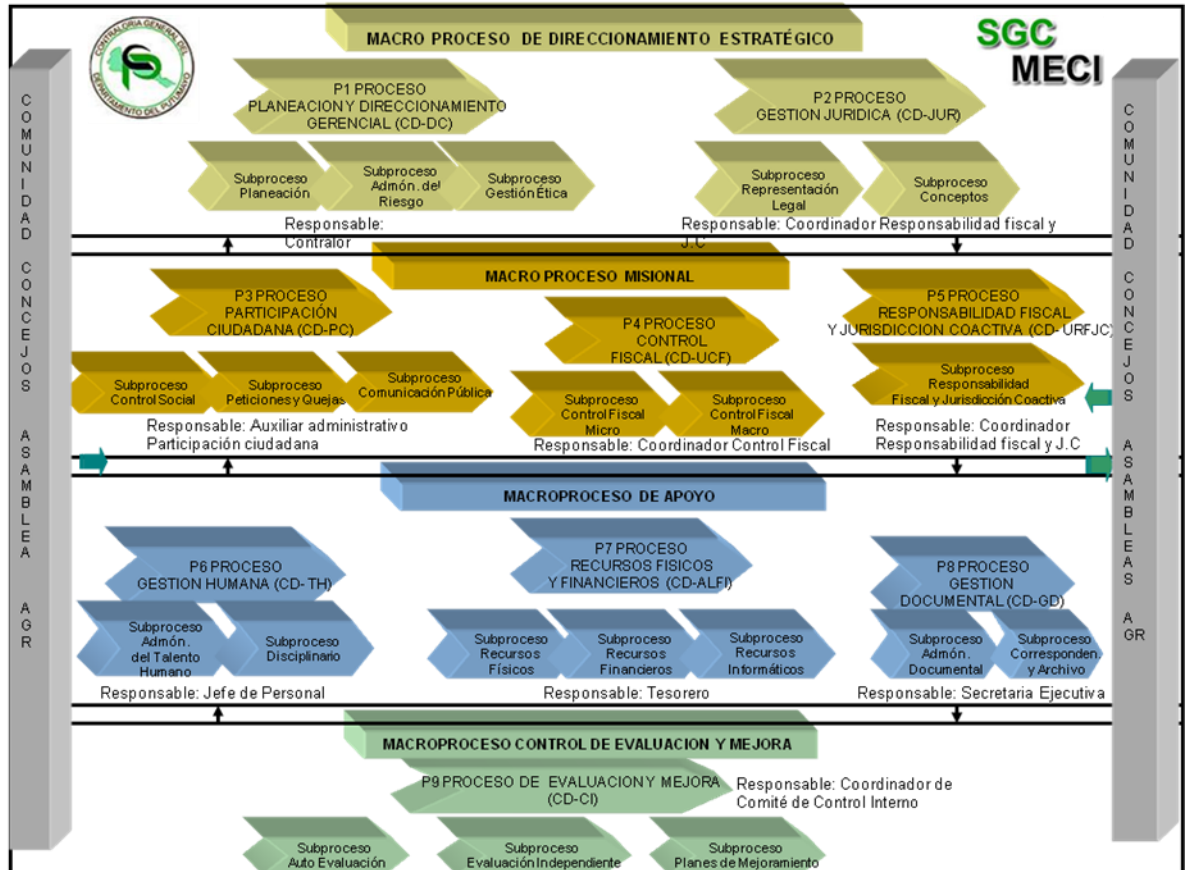 CONTRALORIA GENERAL DEL
DEPARTAMENTO DEL PUTUMAYO
MACRO PROCESO DE DIRECCIONAMIENTO ESTRATÉGICO
SGC
MECI
COMUNIDAD CONCEJOS ASAMBLEA AGR
P1 PROCESO
PLANEACION Y DIRECCIONAMIENTO
GERENCIAL (CD-DC)
P2 PROCESO
GESTION JURIDICA (CD-JUR)
Subproceso
Planeación
Subproceso
Admón. del
Riesgo
Subproceso
Gestión Ética
Subproceso
Representación
Legal
Subproceso
Conceptos
Responsable:
Contralor
Responsable: Coordinador Responsabilidad fiscal y
J.C
MACRO PROCESO MISIONAL
P3 PROCESO
PARTICIPACIÓN
CIUDADANA (CD-PC)
P4 PROCESO
CONTROL
FISCAL (CD-UCF)
P5 PROCESO
RESPONSABILIDAD FISCAL
Y JURISDICCION COACTIVA (CD- URFJC)
Subproceso
Control Social
Subproceso
Peticiones y Quejas
Subproceso
Comunicación Pública
Subproceso
Control Fiscal
Micro
Subproceso
Control Fiscal
Macro
Subproceso
Responsabilidad
Fiscal y Jurisdicción Coactiva
Responsable: Auxiliar administrativo
Participación ciudadana
Responsable: Coordinador Control Fiscal
Responsable: Coordinador
Responsabilidad fiscal y J.C
MACROPROCESO DE APOYO
P6 PROCESO
GESTION HUMANA (CD- TH)
P7 PROCESO
RECURSOS FISICOS
Y FINANCIEROS (CD-ALFI)
P8 PROCESO
GESTION
DOCUMENTAL (CD-GD)
Subproceso
Admón.
del Talento
Humano
Subproceso
Disciplinario
Subproceso
Recursos
Físicos
Subproceso
Recursos
Financieros
Subproceso
Recursos
Informáticos
Subproceso
Admón.
Documental
Subproceso
Corresponden.
y Archivo
Responsable: Jefe de Personal
Responsable: Tesorero
Responsable: Secretaria Ejecutiva
MACROPROCESO CONTROL DE EVALUACION Y MEJORA
P9 PROCESO DE EVALUACION Y MEJORA
(CD-CI)
Responsable: Coordinador de
Comité de Control Interno
Subproceso
Auto Evaluación
Subproceso
Evaluación Independiente
Subproceso
Planes de Mejoramiento
COMUNIDAD CONCEJOS ASAMBLEAS AGR